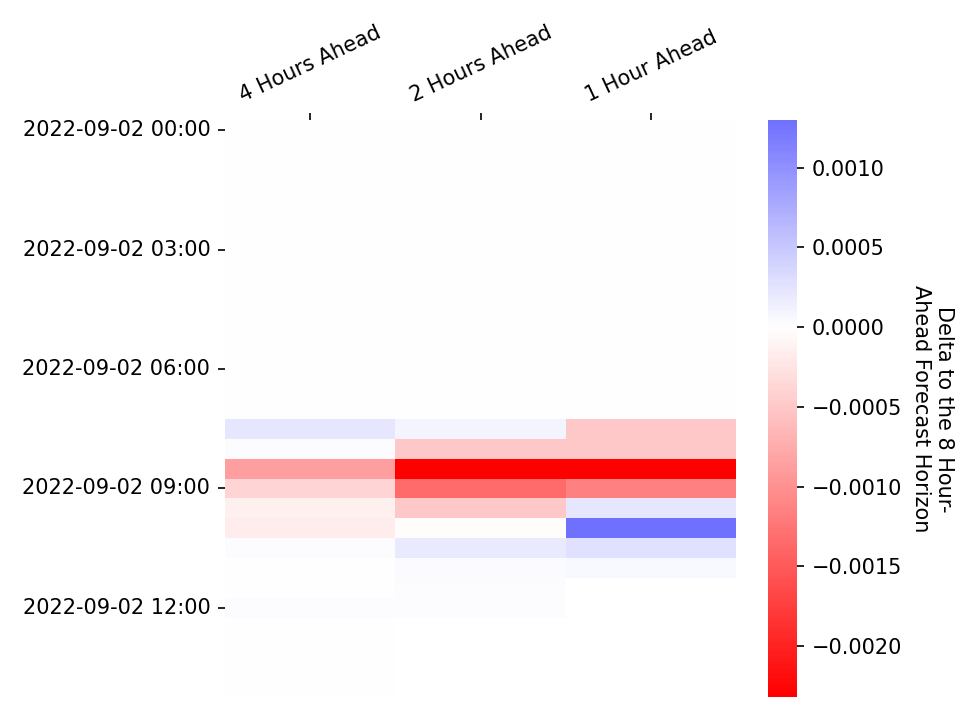 4 Hours Ahead
2 Hours Ahead
1 Hour Ahead
2022-09-02 00:00
2022-09-02 03:00
2022-09-02 06:00
2022-09-02 09:00
2022-09-02 12:00
0.0010
0.0005
0.0000
−0.0005
−0.0010
−0.0015
−0.0020
Delta to the 8 Hour-
Ahead Forecast Horizon